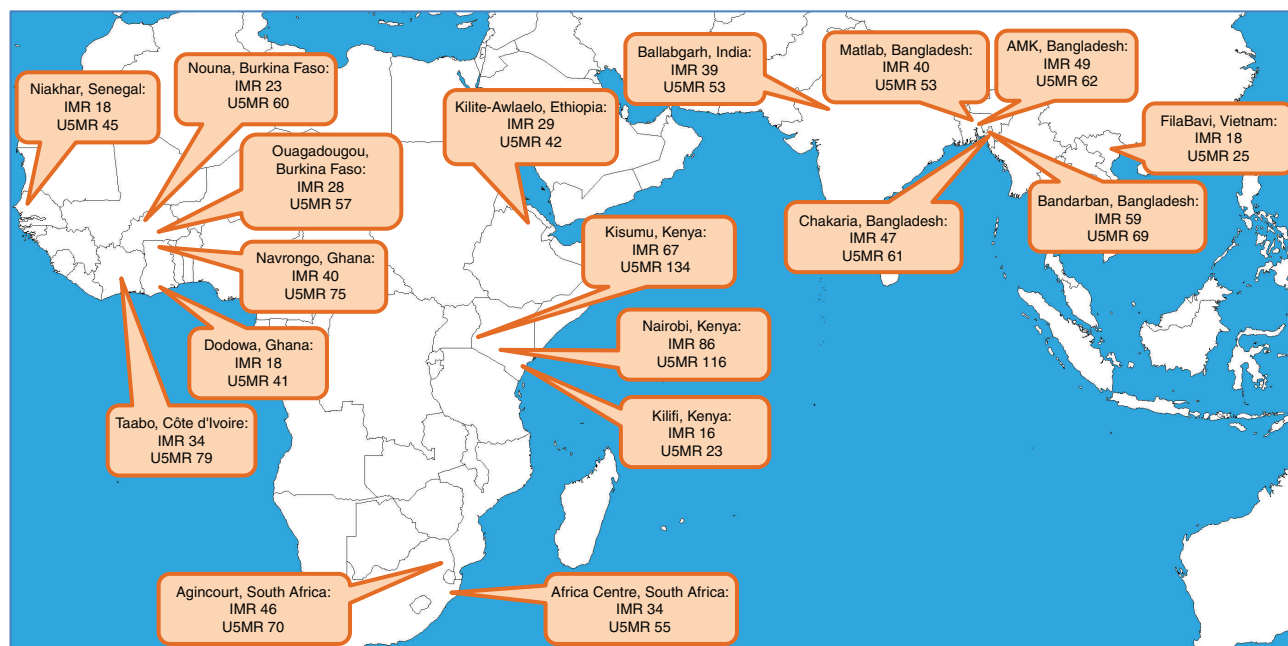 Niakhar, Senegal:
IMR 18
U5MR 45
Nouna, Burkina Faso:
IMR 23
U5MR 60
Ouagadougou,
Burkina Faso:
IMR 28
U5MR 57
Navrongo, Ghana:
IMR 40
U5MR 75
Dodowa, Ghana:
IMR 18
U5MR 41
Taabo, Côte d'Ivoire:
IMR 34
U5MR 79
Kilite-Awlaelo, Ethiopia:
IMR 29
U5MR 42
Kisumu, Kenya:
IMR 67
U5MR 134
Nairobi, Kenya:
IMR 86
U5MR 116
Kilifi, Kenya:
IMR 16
U5MR 23
Agincourt, South Africa:
IMR 46
U5MR 70
Africa Centre, South Africa:
IMR 34
U5MR 55
Ballabgarh, India:
IMR 39
U5MR 53
Matlab, Bangladesh:
IMR 40
U5MR 53
AMK, Bangladesh:
IMR 49
U5MR 62
FilaBavi, Vietnam:
IMR 18
U5MR 25
Chakaria, Bangladesh:
IMR 47
U5MR 61
Bandarban, Bangladesh:
IMR 59
U5MR 69